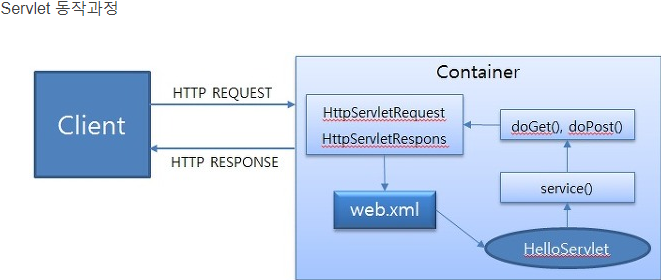 Servlet 동작과정
Container
HTTP REQUEST
Client
HTTP RESPONSE
HttpServletRequest
HttpServletRespons
doGet(), doPost()
service()
web.xml
HelloServlet